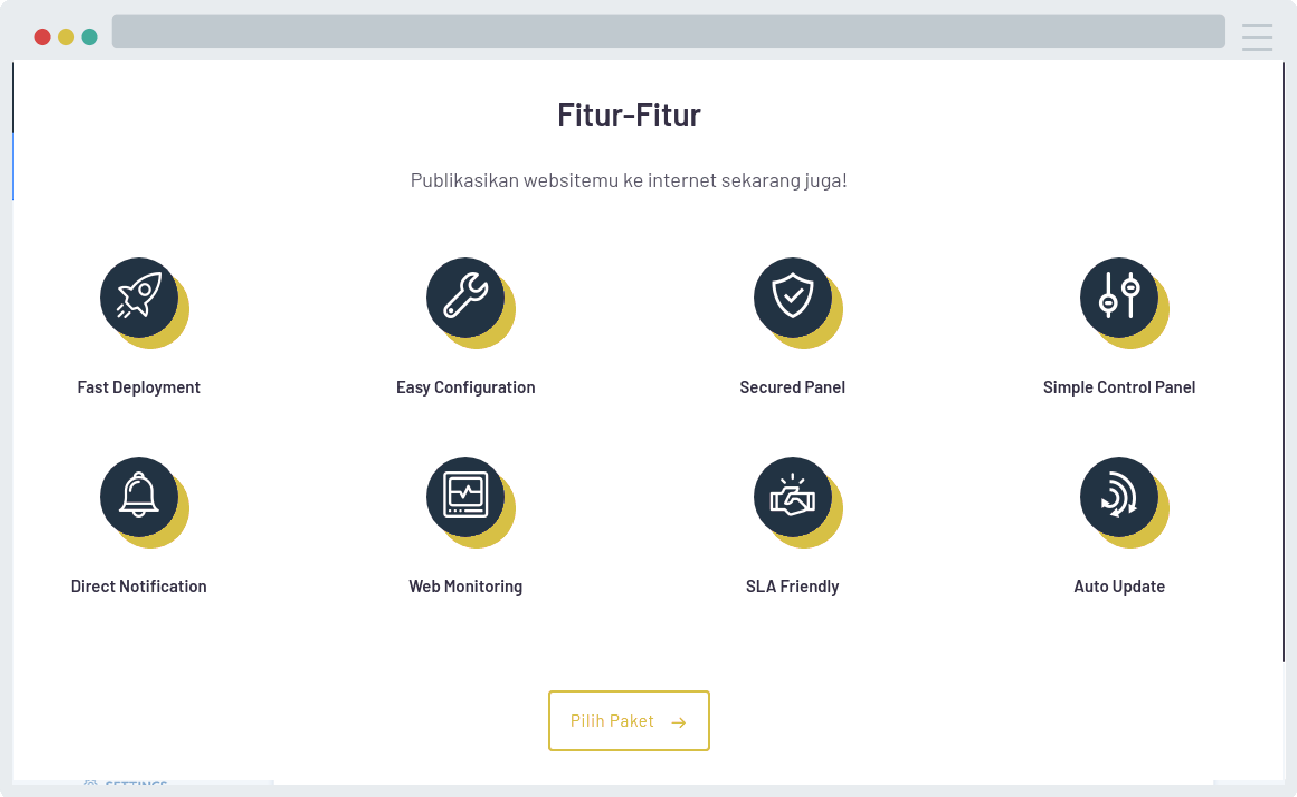 Fitur-Fitur
Publikasikan websitemu ke internet sekarang juga!
Fast Deployment
Easy Configuration
Secured Panel
Simple Control Panel
Direct Notification
Web Monitoring
SLA Friendly
Auto Update
Pilih Paket
SETTINGS